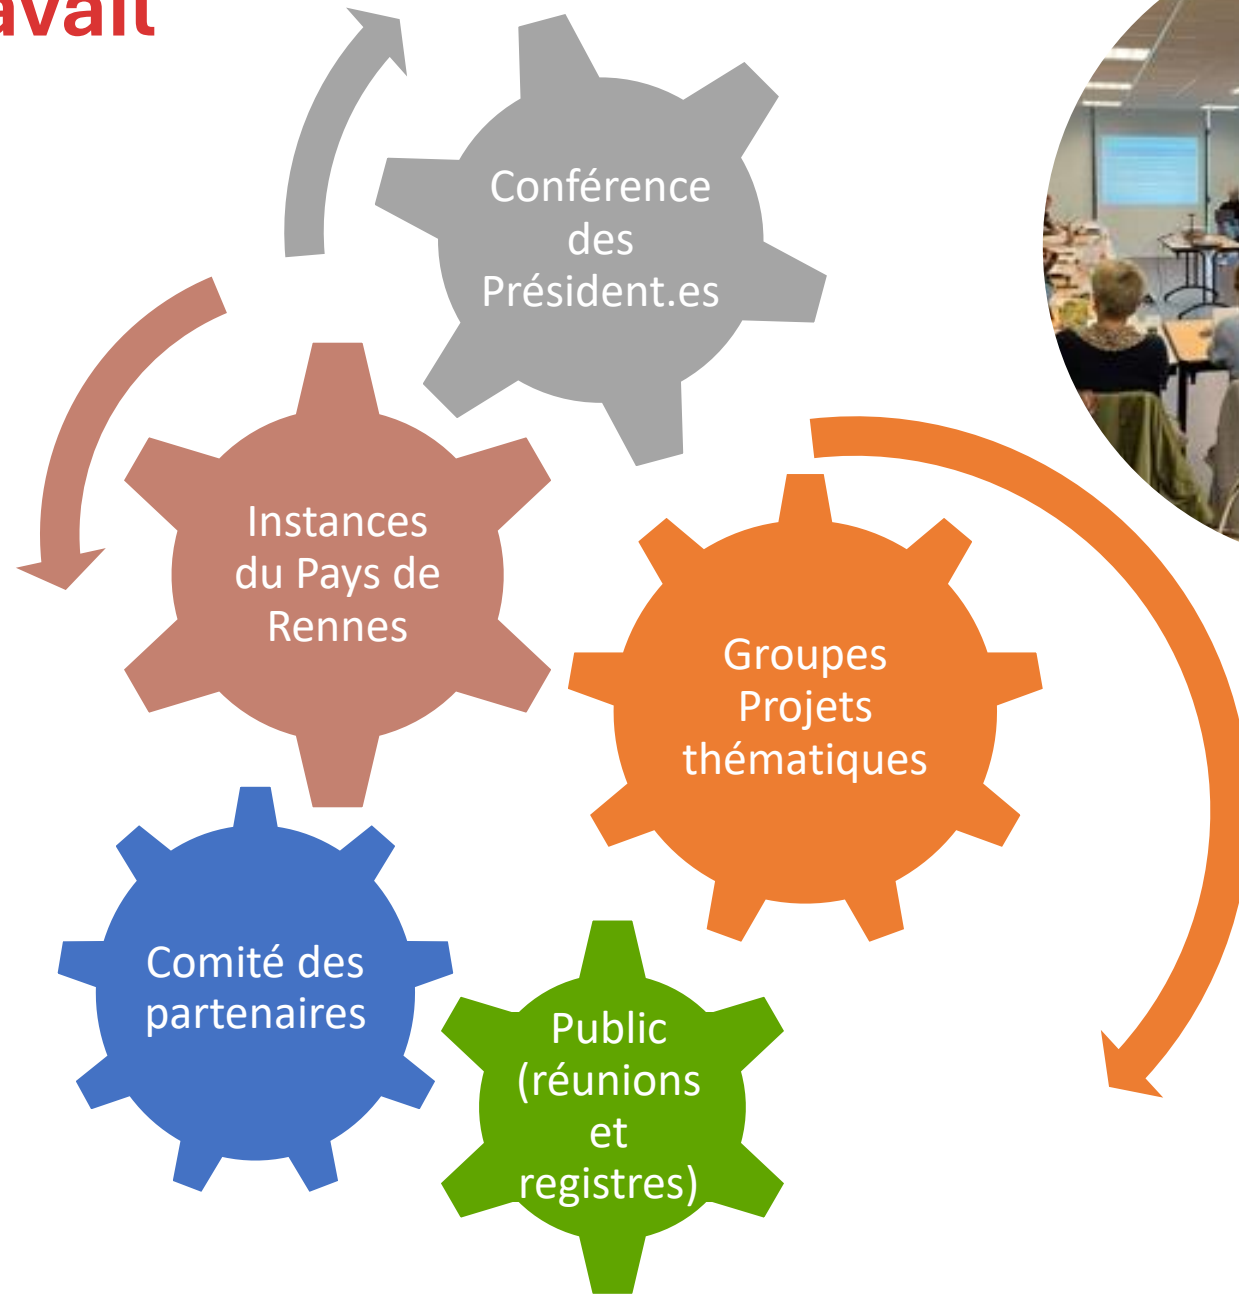 avail
Conférence
des
Président.es
Instances
du Pays de
Rennes
Groupes
Projets
thématiques
Comité des
partenaires
Public
(réunions
et
registres)